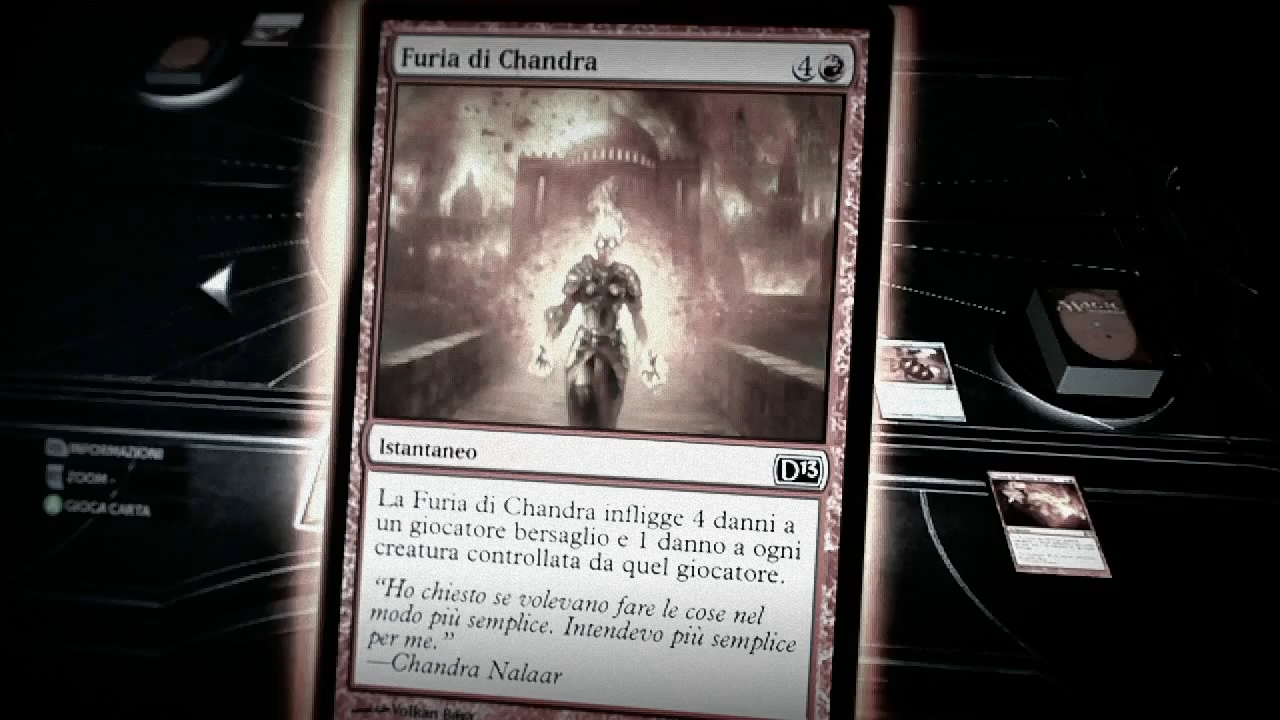 Furia di Chandra
4
Istantaneo
D13
La Furia di Chandra infligge 4 danni a
un giocatore bersaglio e 1 danno a ogni
creatura controllata da quel giocatore.
“Ho chiesto se volevano fare le cose nel
modo più semplice. Intendevo più semplice
per me.”
—Chandra Nalaar
Volkan
INFORMAZIONI
ZOOM
GIOCA CARTA
Magic